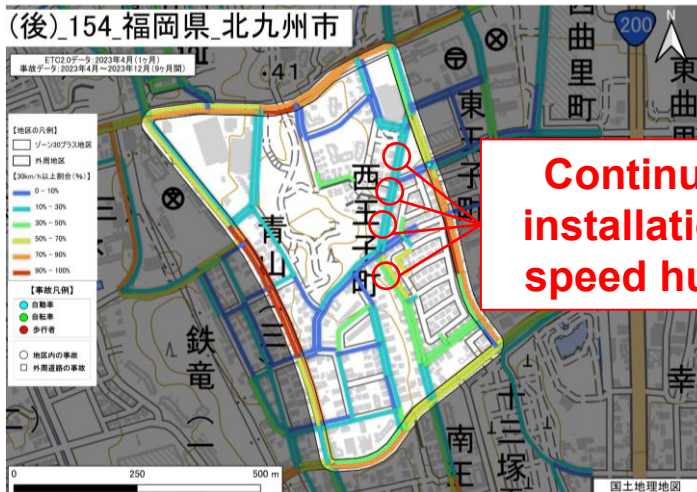 (後)_154_福岡県_北九州市
ETC2.0データ:2023年4月(1ヶ月)
事故データ:2023年4月～2023年12月(9ヶ月間)
【地区の凡例】
ゾーン30プラス地区
外周地区
【30km/h以上割合(%)】
0 - 10%
10% - 30%
30% - 50%
50% - 70%
70% - 90%
90% - 100%
【事故凡例】
自動車
自転車
歩行者
地区内の事故
外周道路の事故
・41
200
N
曲里町
東曲
東王子町
西王子町
青山
(三)
鉄竜
(一)
南王
十三塚
幸
Continu
installatio
speed hu
0 250 500 m
国土地理地図